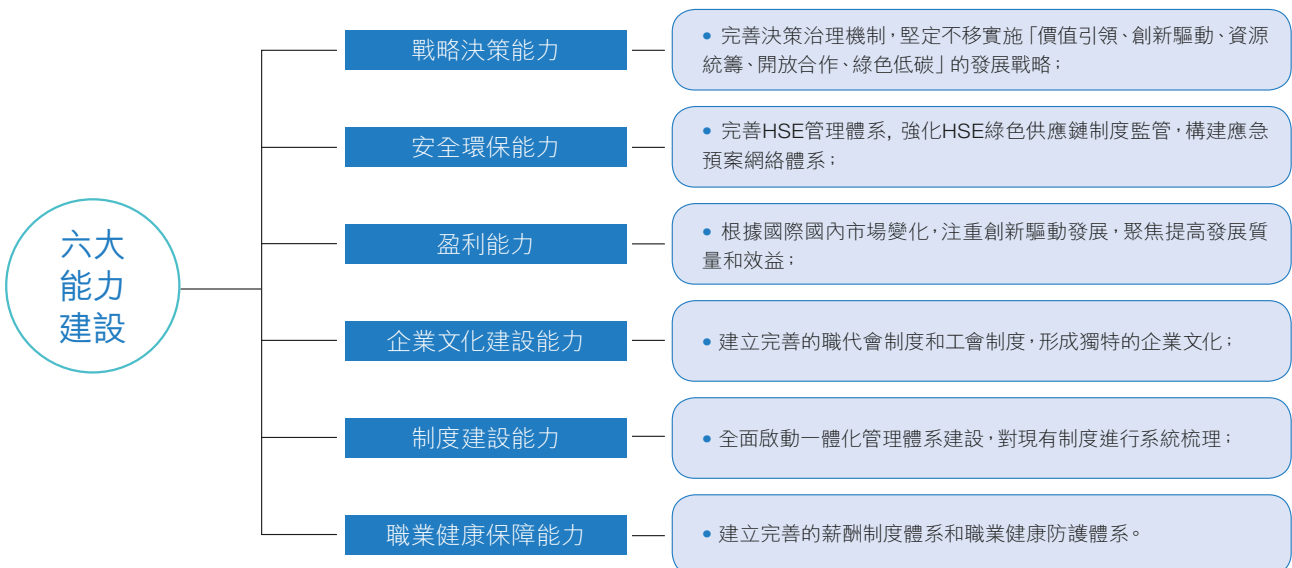 六大
能力
建設
戰略決策能力
• 完善決策治理機制，堅定不移實施「價值引領、創新驅動、資源
統籌、開放合作、綠色低碳」的發展戰略；
安全環保能力
• 完善HSE管理體系, 強化HSE綠色供應鏈制度監管，構建應急
預案網絡體系；
盈利能力
• 根據國際國內市場變化，注重創新驅動發展，聚焦提高發展質
量和效益；
企業文化建設能力
• 建立完善的職代會制度和工會制度，形成獨特的企業文化；
制度建設能力
• 全面啟動一體化管理體系建設，對現有制度進行系統梳理；
職業健康保障能力
• 建立完善的薪酬制度體系和職業健康防護體系。